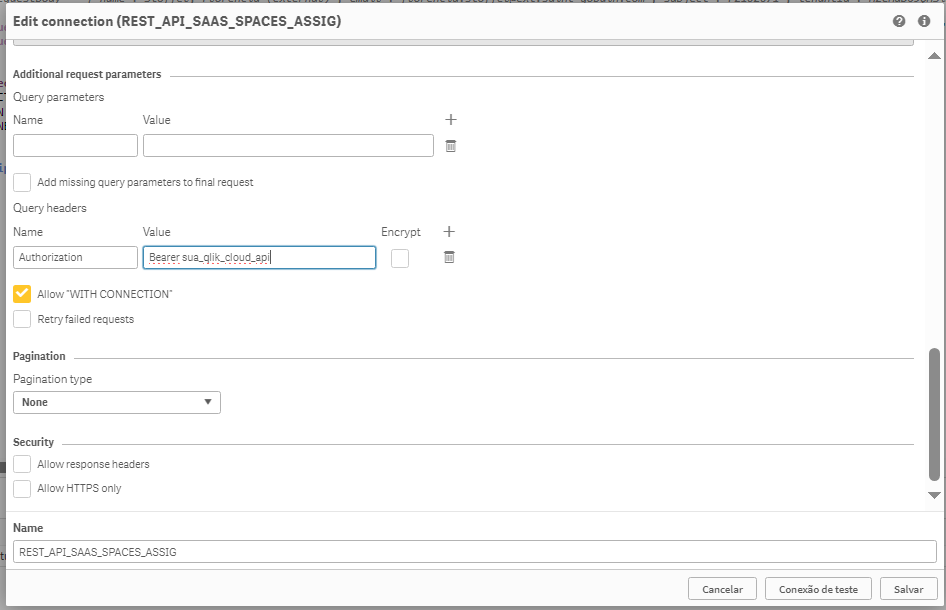 Edit connection (REST_API_SAAS_SPACES_ASSIG)
Additional request parameters
Query parameters
Name Value
Add missing query parameters to final request
Query headers
Name Value Encrypt
Authorization Bearer sua_qlik_cloud_api
Allow "WITH CONNECTION"
Retry failed requests
Pagination
Pagination type
None
Security
Allow response headers
Allow HTTPS only
Name
REST_API_SAAS_SPACES_ASSIG
Cancelar Conexão de teste Salvar